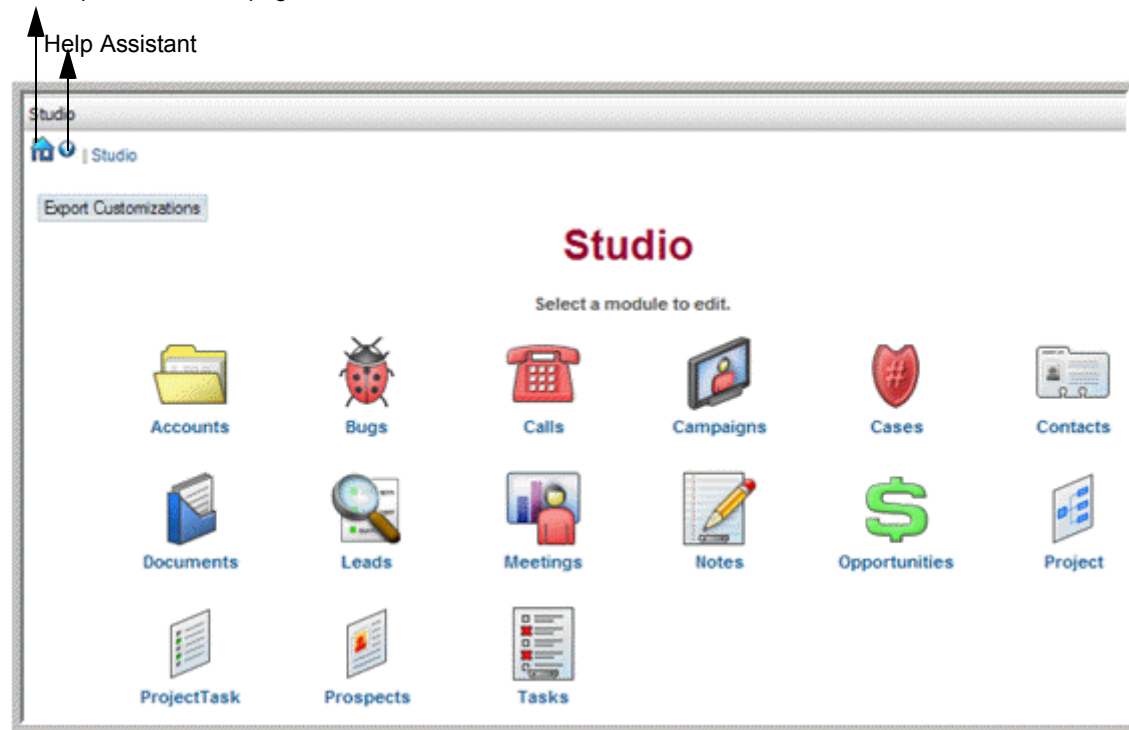 Help Assistant
Studio
| Studio
Export Customizations
Studio
Select a module to edit.
Accounts Bugs Calls Campaigns Cases Contacts
Documents Leads Meetings Notes Opportunities Project
ProjectTask Prospects Tasks